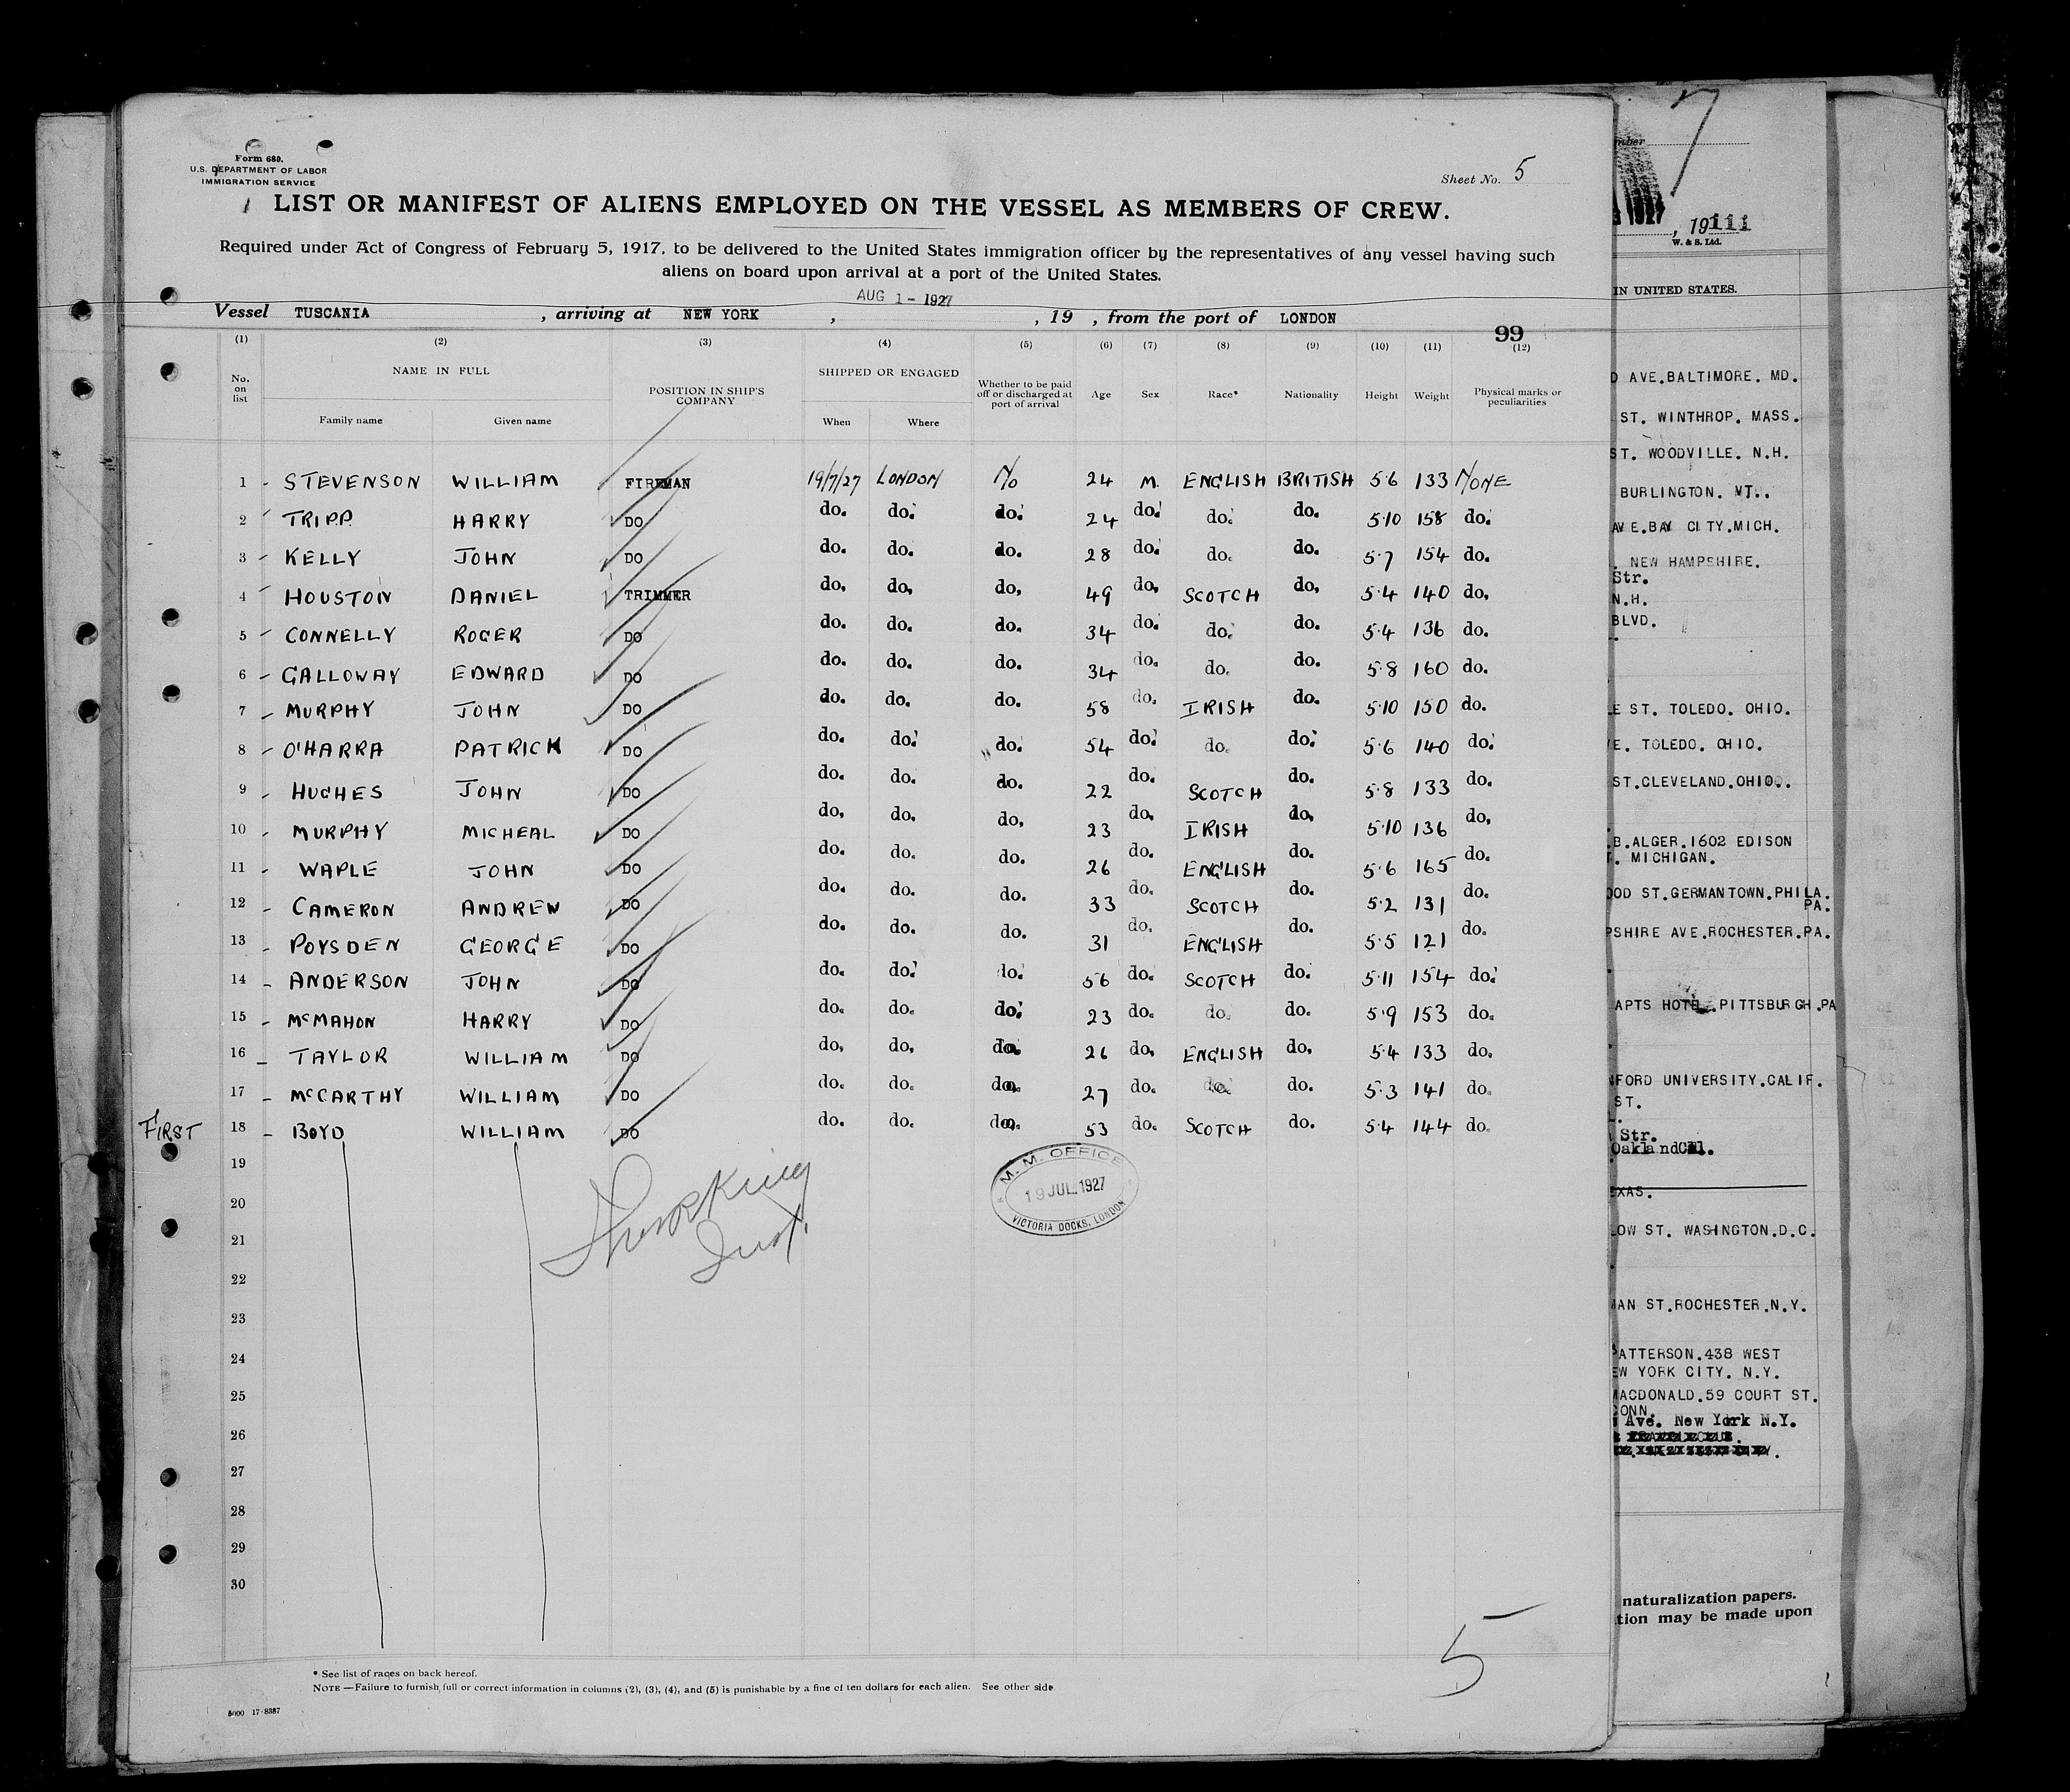 Form 680.
U.S. DEPARTMENT OF LABOR
IMMIGRATION SERVICE
Sheet No. 5
LIST OR MANIFEST OF ALIENS EMPLOYED ON THE VESSEL AS MEMBERS OF CREW.
Required under Act of Congress of February 5, 1917, to be delivered to the United States immigration officer by the representatives of any vessel having such
aliens on board upon arrival at a port of the United States.
AUG 1 - 1927
Vessel TUSCANIA , arriving at NEW YORK , , 19 , from the port of LONDON
99
(1) (2) (3) (4) (5) (6) (7) (8) (9) (10) (11) (12)
No. on list
NAME IN FULL
Family name Given name
POSITION IN SHIP'S COMPANY
SHIPPED OR ENGAGED
When Where
Whether to be paid off or discharged at port of arrival
Age Sex Race* Nationality Height Weight
Physical marks or peculiarities
1 - STEVENSON WILLIAM FIREMAN 19/7/27 LONDON No 24 M. ENGLISH BRITISH 5·6 133 NONE
2 TRIPP HARRY DO do. do. do. 24 do. do. do. 5·10 158 do.
3 KELLY JOHN DO do. do. do. 28 do. do. do. 5·7 154 do.
4 HOUSTON DANIEL TRIMMER do. do. do. 49 do. SCOTCH do. 5·4 140 do.
5 CONNELLY ROGER DO do. do. do. 34 do. do. do. 5·4 136 do.
6 - GALLOWAY EDWARD DO do. do. do. 34 do. do. do. 5·8 160 do.
7 - MURPHY JOHN DO do. do. do. 58 do. IRISH do. 5·10 150 do.
8 - O'HARRA PATRICK DO do. do. do. 54 do. do. do. 5·6 140 do.
9 - HUGHES JOHN DO do. do. do. 22 do. SCOTCH do. 5·8 133 do.
10 - MURPHY MICHEAL DO do. do. do. 23 do. IRISH do. 5·10 136 do.
11 - WAPLE JOHN DO do. do. do. 26 do. ENGLISH do. 5·6 165 do.
12 - CAMERON ANDREW DO do. do. do. 33 do. SCOTCH do. 5·2 131 do.
13 - POYSDEN GEORGE DO do. do. do. 31 do. ENGLISH do. 5·5 121 do.
14 - ANDERSON JOHN DO do. do. do. 56 do. SCOTCH do. 5·11 154 do.
15 - McMAHON HARRY DO do. do. do. 23 do. do. do. 5·9 153 do.
16 - TAYLOR WILLIAM DO do. do. do. 26 do. ENGLISH do. 5·4 133 do.
17 - McCARTHY WILLIAM DO do. do. do. 27 do. do. do. 5·3 141 do.
FIRST 18 - BOYD WILLIAM DO do. do. do. 53 do. SCOTCH do. 5·4 144 do.
19
20
21
22
23
24
25
26
27
28
29
30
M. M. OFFICE
19 JUL. 1927
VICTORIA DOCKS, LONDON
5
* See list of races on back hereof.
NOTE —Failure to furnish full or correct information in columns (2), (3), (4), and (5) is punishable by a fine of ten dollars for each alien. See other side
5000 17-8387
7
1927
, 19111
W. & S. Ltd.
IN UNITED STATES.
AVE.BALTIMORE. MD.
ST. WINTHROP. MASS.
ST. WOODVILLE. N.H.
BURLINGTON. VT..
AVE.BAY CITY.MICH.
NEW HAMPSHIRE.
Str.
N.H.
BLVD.
ST. TOLEDO. OHIO.
TOLEDO. OHIO.
ST.CLEVELAND.OHIO..
B.ALGER.1602 EDISON
MICHIGAN.
ST.GERMANTOWN.PHILA.
PA.
AVE.ROCHESTER.PA.
APTS HOTEL.PITTSBURGH.PA
UNIVERSITY.CALIF.
ST.
Str.
Oakland Cal.
ST. WASINGTON.D.C.
ST.ROCHESTER.N.Y.
ATTERSON.438 WEST
YORK CITY. N.Y.
MACDONALD.59 COURT ST.
CONN.
Ave. New York N.Y.
naturalization papers.
may be made upon